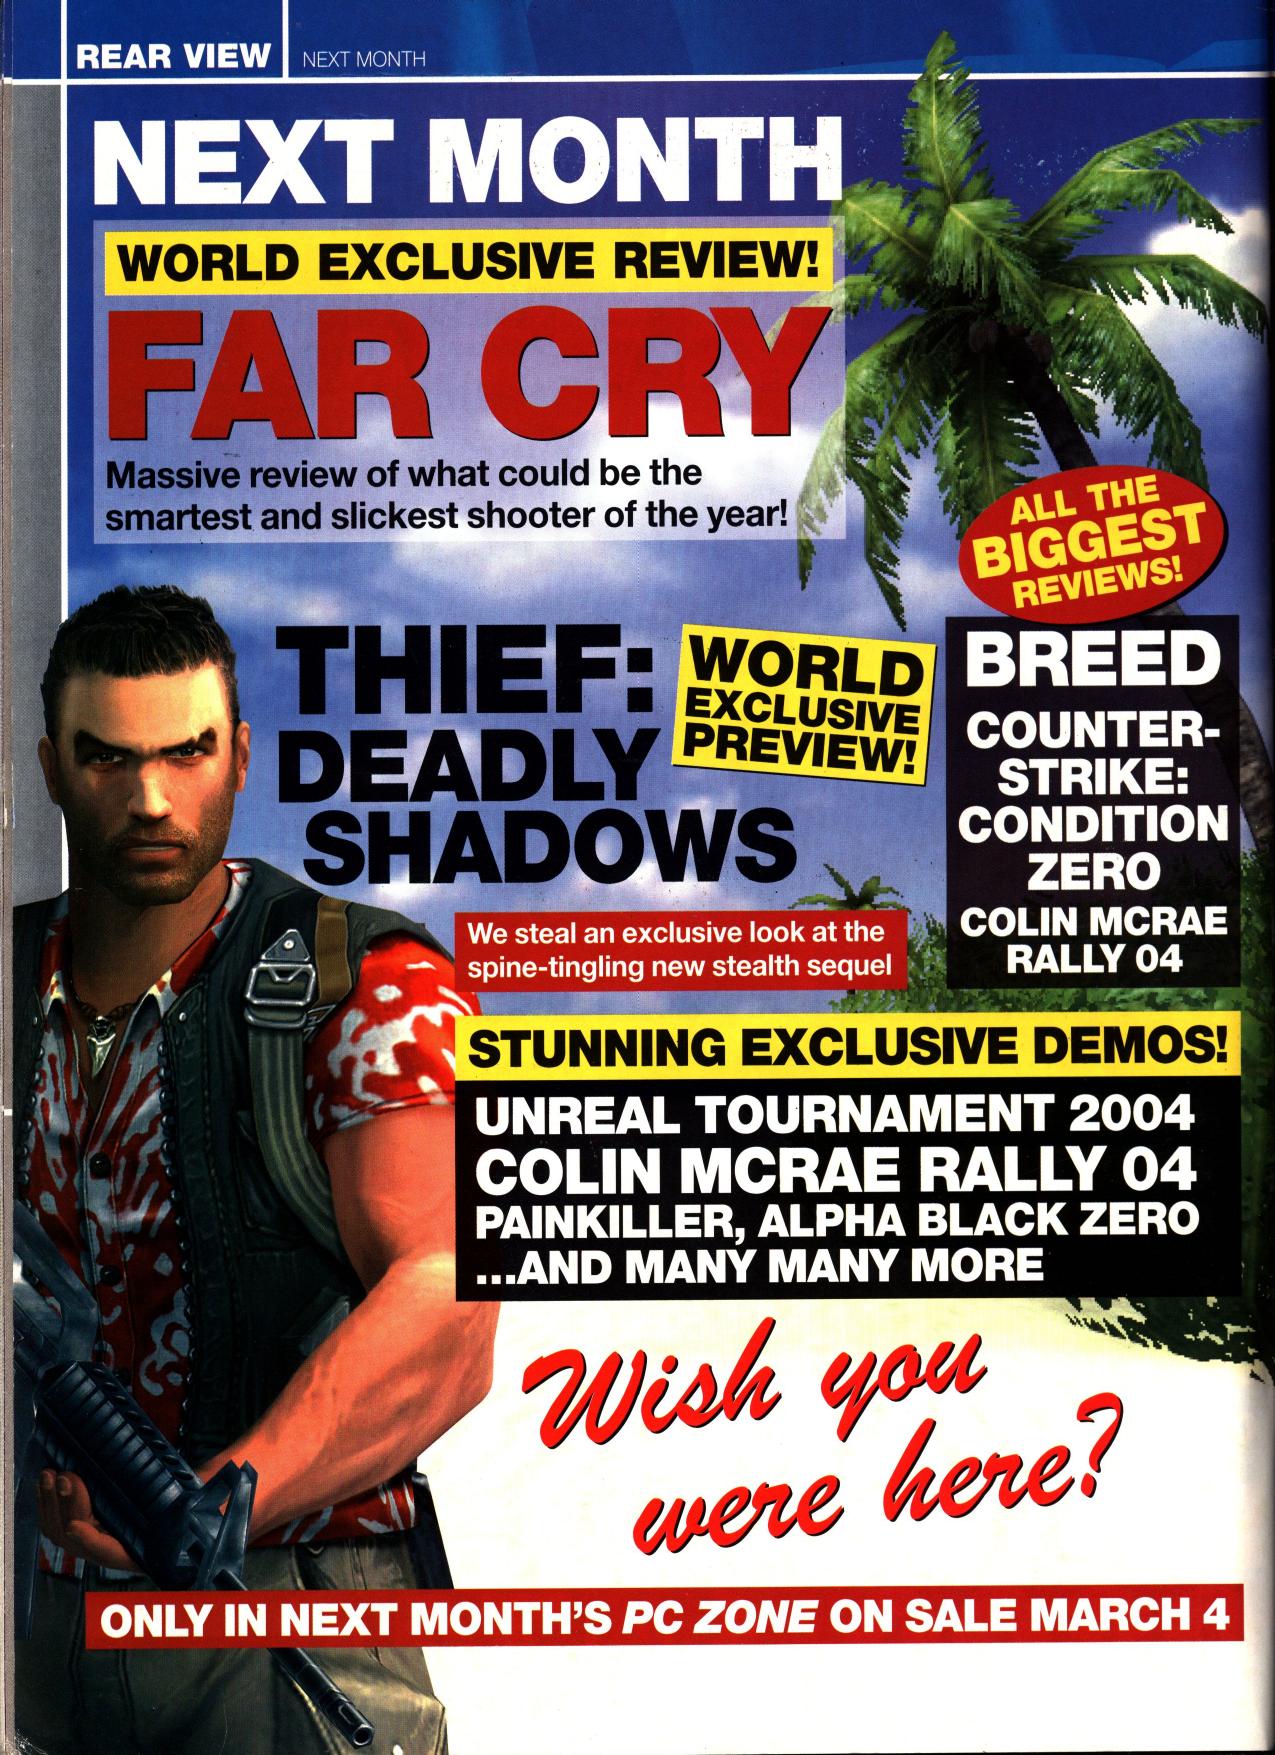 REAR VIEW
NEXT MONTH
NEXT MONTH
WORLD EXCLUSIVE REVIEW!
FAR CRY
Massive review of what could be the
smartest and slickest shooter of the year!
ALL THE
BIGGEST
REVIEWS!
BREED
COUNTER-
STRIKE:
CONDITION
ZERO
COLIN MCRAE
RALLY 04
THIEF:
DEADLY
SHADOWS
WORLD
EXCLUSIVE
PREVIEW!
We steal an exclusive look at the
spine-tingling new stealth sequel
STUNNING EXCLUSIVE DEMOS!
UNREAL TOURNAMENT 2004
COLIN MCRAE RALLY 04
PAINKILLER, ALPHA BLACK ZERO
...AND MANY MANY MORE
Wish you
were here?
ONLY IN NEXT MONTH'S PC ZONE ON SALE MARCH 4